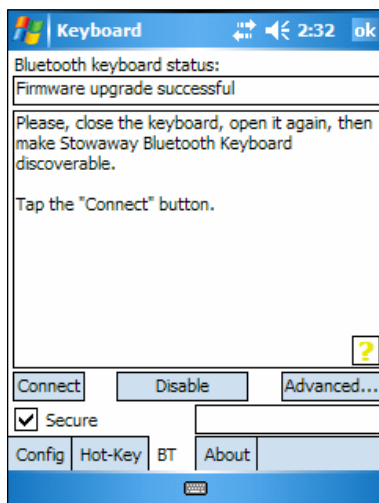 Keyboard 2:32 ok
Bluetooth keyboard status:
Firmware upgrade successful
Please, close the keyboard, open it again, then
make Stowaway Bluetooth Keyboard
discoverable.
Tap the "Connect" button.
?
Connect Disable Advanced...
Secure
Config Hot-Key BT About